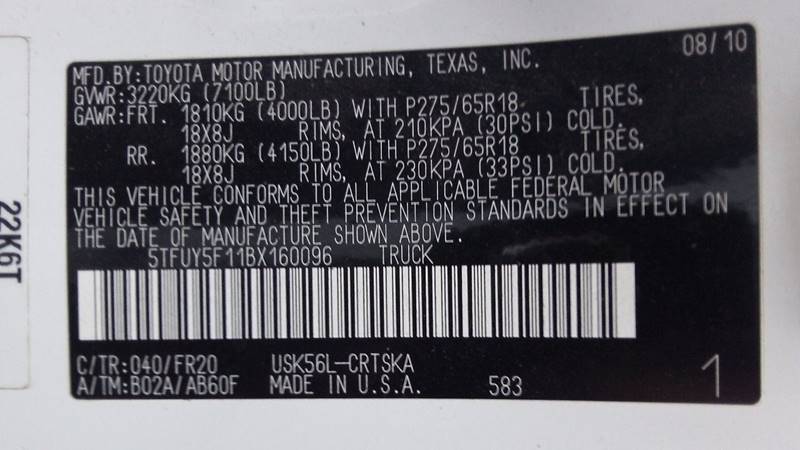 08/10
MFD.BY:TOYOTA MOTOR MANUFACTURING, TEXAS, INC.
GVWR:3220KG (7100LB)
GAWR:FRT. 1810KG (4000LB) WITH P275/65R18 TIRES,
18X8J RIMS, AT 210KPA (30PSI) COLD.
RR. 1880KG (4150LB) WITH P275/65R18 TIRES,
18X8J RIMS, AT 230KPA (33PSI) COLD.
THIS VEHICLE CONFORMS TO ALL APPLICABLE FEDERAL MOTOR
VEHICLE SAFETY AND THEFT PREVENTION STANDARDS IN EFFECT ON
THE DATE OF MANUFACTURE SHOWN ABOVE.
5TFUY5F11BX160096 TRUCK
C/TR:040/FR20 USK56L-CRTSKA
A/TM:B02A/AB60F MADE IN U.S.A. 583 1
22K6T